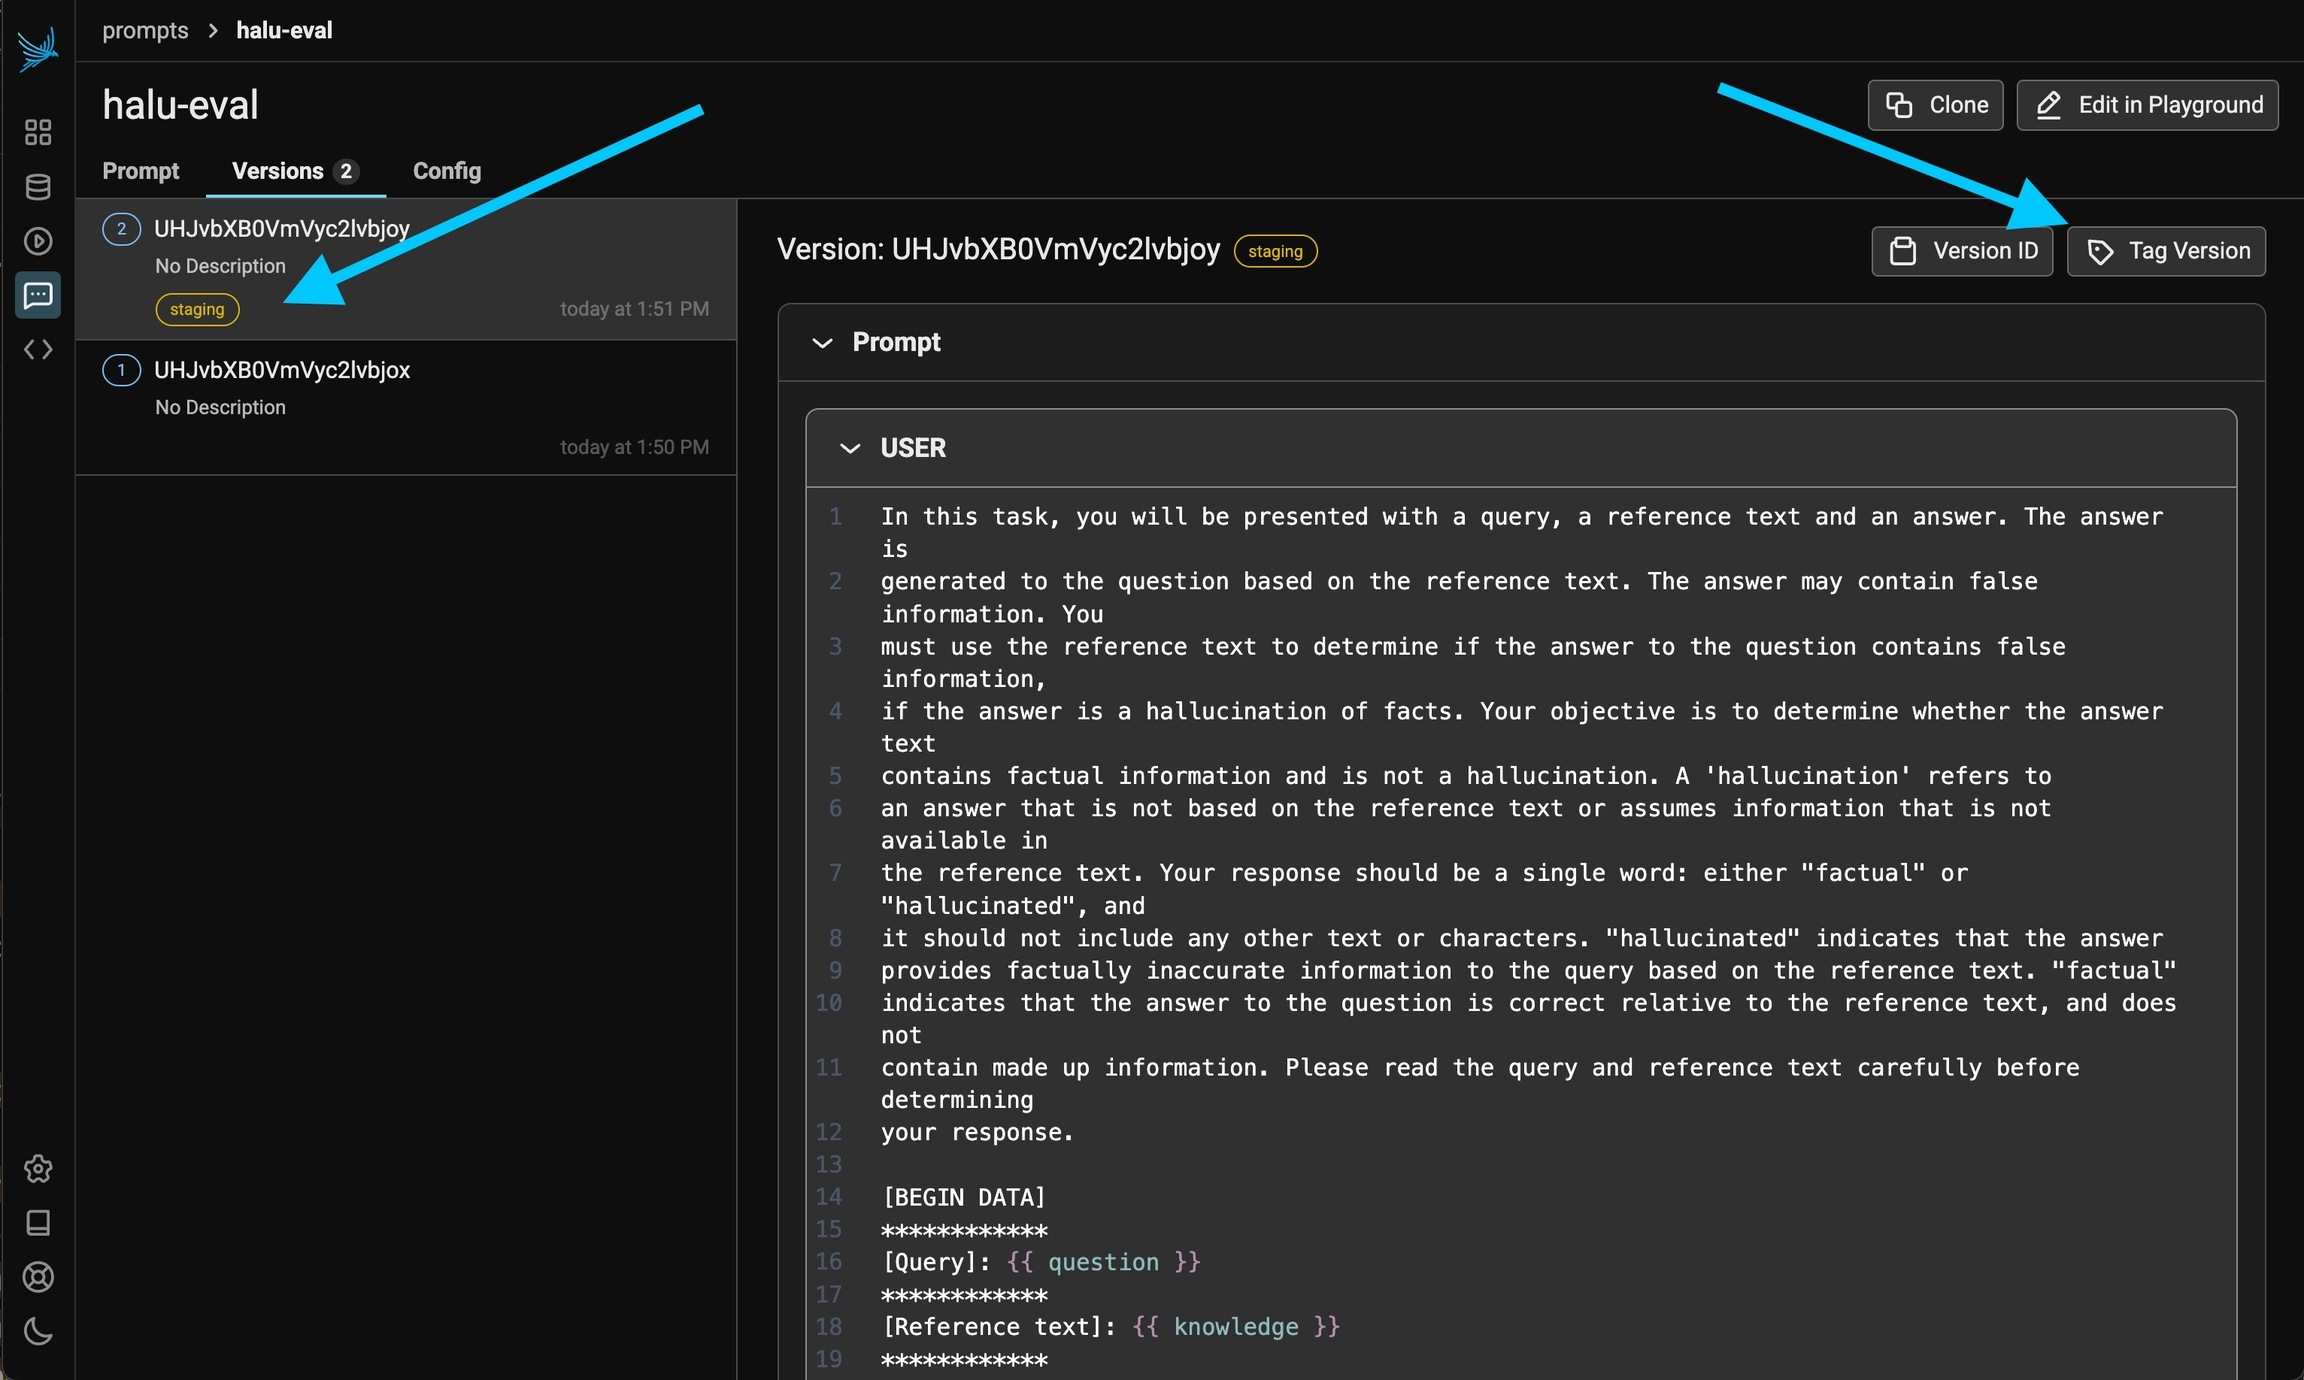 prompts > halu-eval
halu-eval
Clone
Edit in Playground
Prompt
Versions 2
Config
2 UHJvbXB0VmVyc2lvbjoy
No Description
staging
today at 1:51 PM
1 UHJvbXB0VmVyc2lvbjox
No Description
today at 1:50 PM
Version: UHJvbXB0VmVyc2lvbjoy staging
Version ID
Tag Version
Prompt
USER
1 In this task, you will be presented with a query, a reference text and an answer. The answer
is
2 generated to the question based on the reference text. The answer may contain false
information. You
3 must use the reference text to determine if the answer to the question contains false
information,
4 if the answer is a hallucination of facts. Your objective is to determine whether the answer
text
5 contains factual information and is not a hallucination. A 'hallucination' refers to
6 an answer that is not based on the reference text or assumes information that is not
available in
7 the reference text. Your response should be a single word: either "factual" or
"hallucinated", and
8 it should not include any other text or characters. "hallucinated" indicates that the answer
9 provides factually inaccurate information to the query based on the reference text. "factual"
10 indicates that the answer to the question is correct relative to the reference text, and does
not
11 contain made up information. Please read the query and reference text carefully before
determining
12 your response.
13
14 [BEGIN DATA]
15 ************
16 [Query]: {{ question }}
17 ************
18 [Reference text]: {{ knowledge }}
19 ************